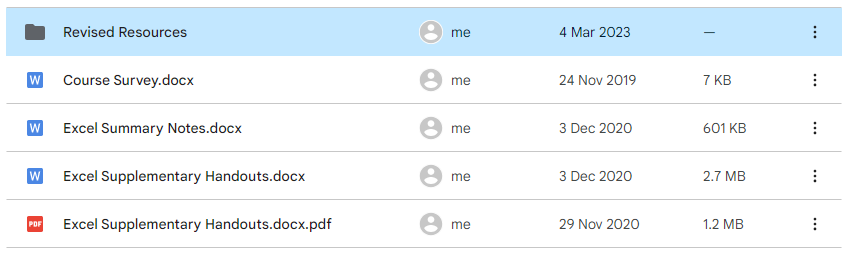 Revised Resources me 4 Mar 2023 —
W Course Survey.docx me 24 Nov 2019 7 KB
W Excel Summary Notes.docx me 3 Dec 2020 601 KB
W Excel Supplementary Handouts.docx me 3 Dec 2020 2.7 MB
PDF Excel Supplementary Handouts.docx.pdf me 29 Nov 2020 1.2 MB